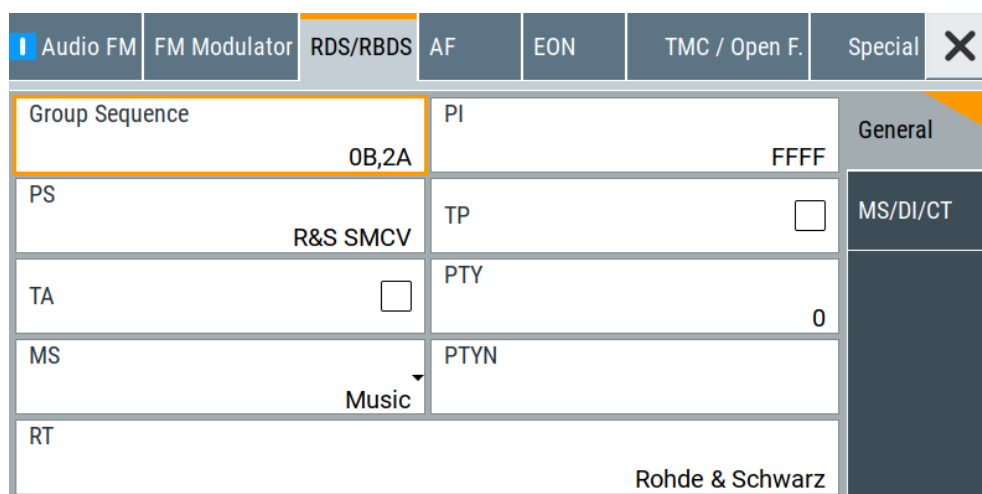 Audio FM FM Modulator RDS/RBDS AF EON TMC / Open F. Special
Group Sequence
0B,2A
PI
FFFF
General
PS
R&S SMCV
TP
MS/DI/CT
TA
PTY
0
MS
Music
PTYN
RT
Rohde & Schwarz